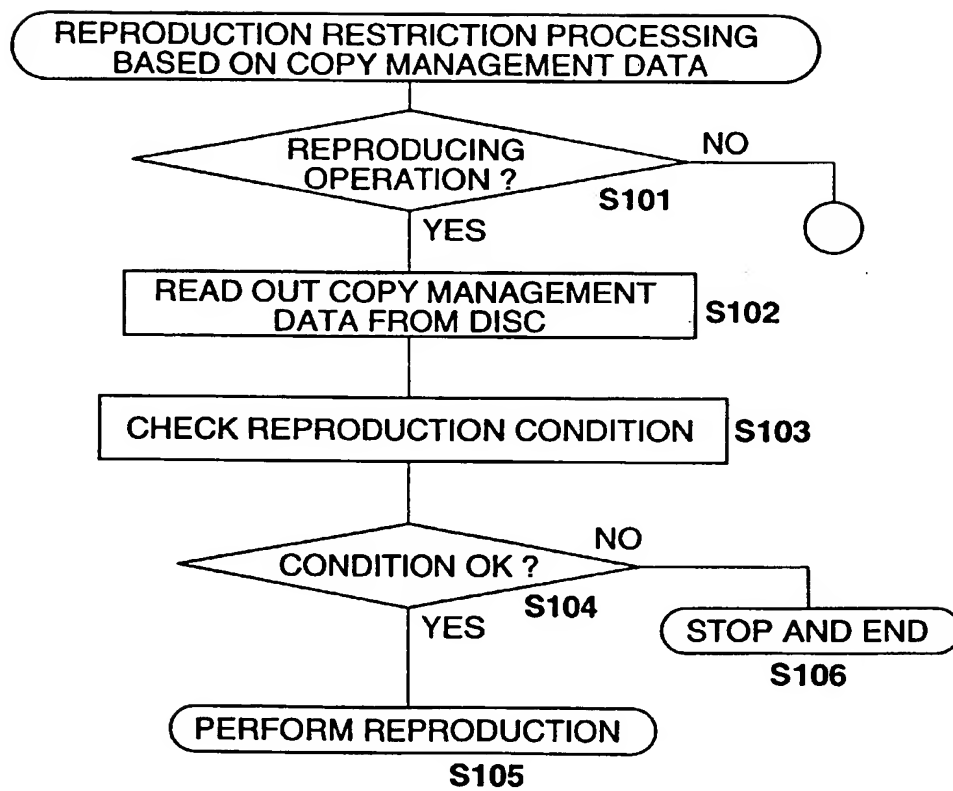 REPRODUCTION RESTRICTION PROCESSING
BASED ON COPY MANAGEMENT DATA
REPRODUCING
OPERATION ?
NO
S101
YES
READ OUT COPY MANAGEMENT
DATA FROM DISC
S102
CHECK REPRODUCTION CONDITION
S103
CONDITION OK ?
NO
S104
YES
STOP AND END
S106
PERFORM REPRODUCTION
S105